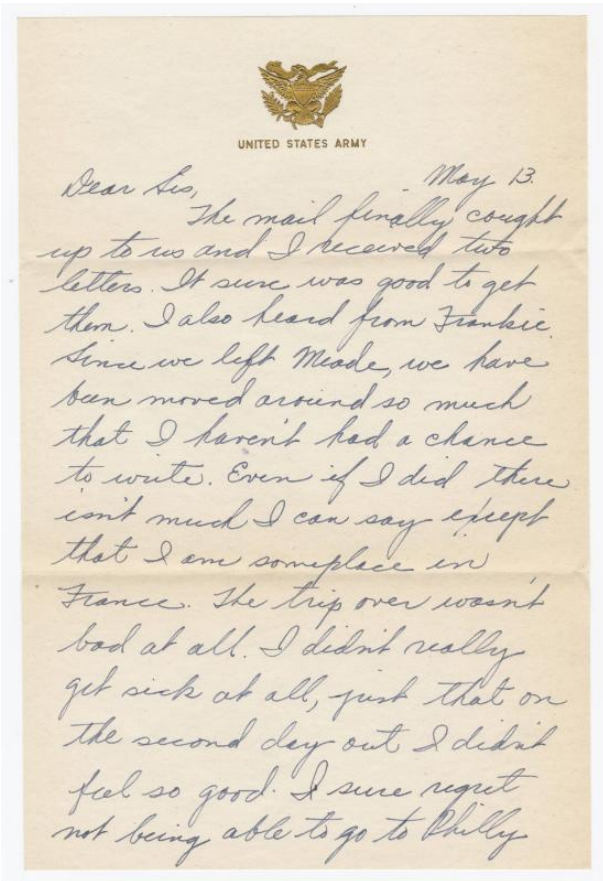 UNITED STATES ARMY
May 13.
Dear Sis,
The mail finally caught
up to us and I received two
letters. It sure was good to get
them. I also heard from Frankie.
Since we left Meade, we have
been moved around so much
that I haven't had a chance
to write. Even if I did there
isn't much I can say except
that I am someplace in
France. The trip over wasn't
bad at all. I didn't really
get sick at all, just that on
the second day out I didn't
feel so good. I sure regret
not being able to go to Philly